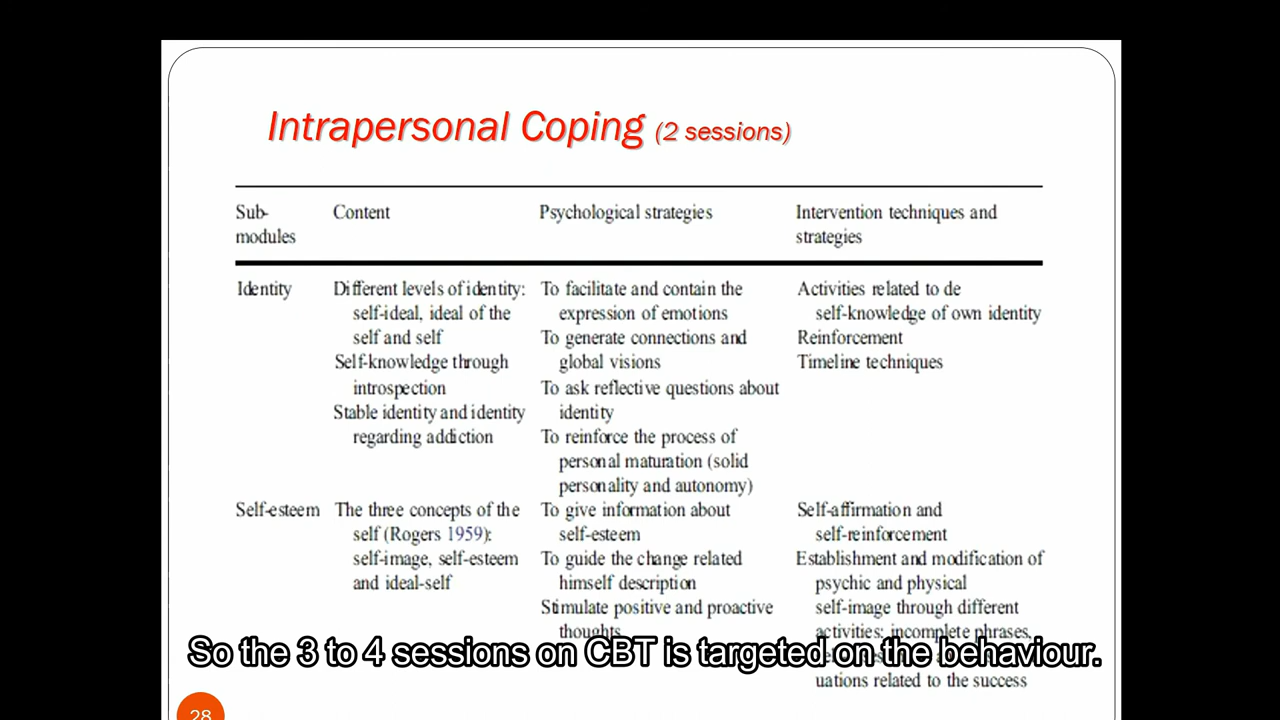 Intrapersonal Coping (2 sessions)
Sub-modules
Content
Psychological strategies
Intervention techniques and
strategies
Identity
Different levels of identity:
self-ideal, ideal of the
self and self
Self-knowledge through
introspection
Stable identity and identity
regarding addiction
To facilitate and contain the
expression of emotions
To generate connections and
global visions
To ask reflective questions about
identity
To reinforce the process of
personal maturation (solid
personality and autonomy)
Activities related to de
self-knowledge of own identity
Reinforcement
Timeline techniques
Self-esteem
The three concepts of the
self (Rogers 1959):
self-image, self-esteem
and ideal-self
To give information about
self-esteem
To guide the change related
himself description
Stimulate positive and proactive
thoughts
Self-affirmation and
self-reinforcement
Establishment and modification of
psychic and physical
self-image through different
activities: incomplete phrases,
uations related to the success
So the 3 to 4 sessions on CBT is targeted on the behaviour.
28